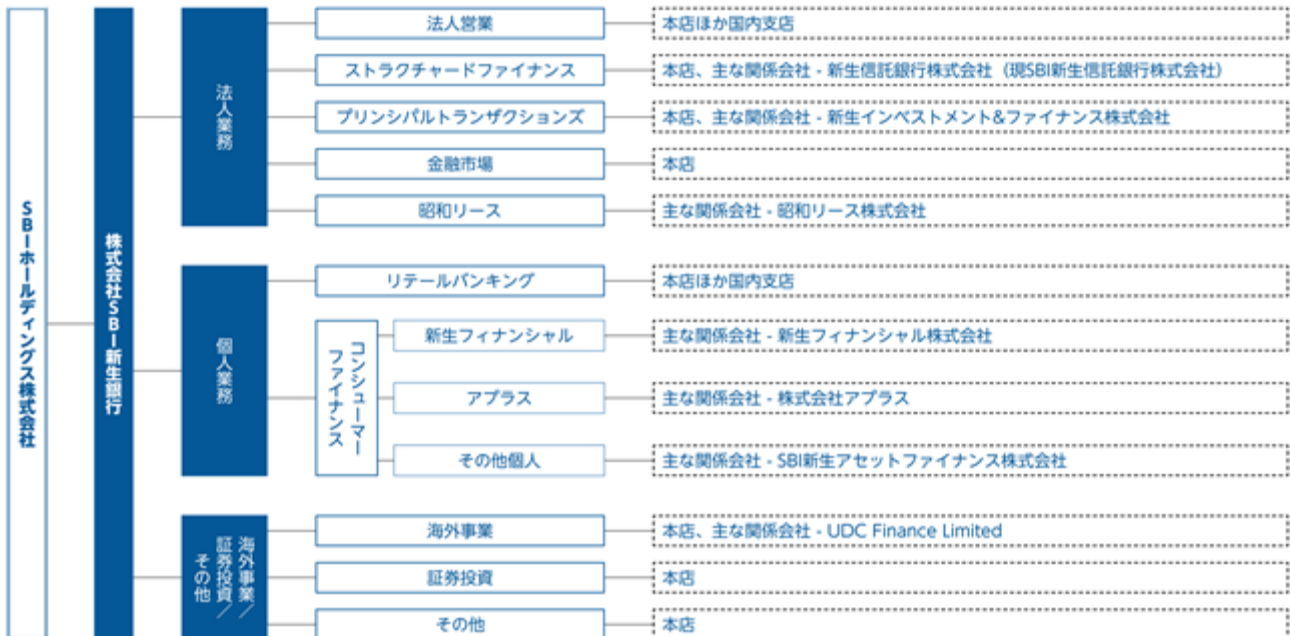 SBIホールディングス株式会社
株式会社SBI新生銀行
法人業務
法人営業
本店ほか国内支店
ストラクチャードファイナンス
本店、主な関係会社 - 新生信託銀行株式会社（現SBI新生信託銀行株式会社）
プリンシパルトランザクションズ
本店、主な関係会社 - 新生インベストメント&ファイナンス株式会社
金融市場
本店
昭和リース
主な関係会社 - 昭和リース株式会社
個人業務
リテールバンキング
本店ほか国内支店
コンシューマー
ファイナンス
新生フィナンシャル
主な関係会社 - 新生フィナンシャル株式会社
アプラス
主な関係会社 - 株式会社アプラス
その他個人
主な関係会社 - SBI新生アセットファイナンス株式会社
海外事業／
証券投資／
その他
海外事業
本店、主な関係会社 - UDC Finance Limited
証券投資
本店
その他
本店